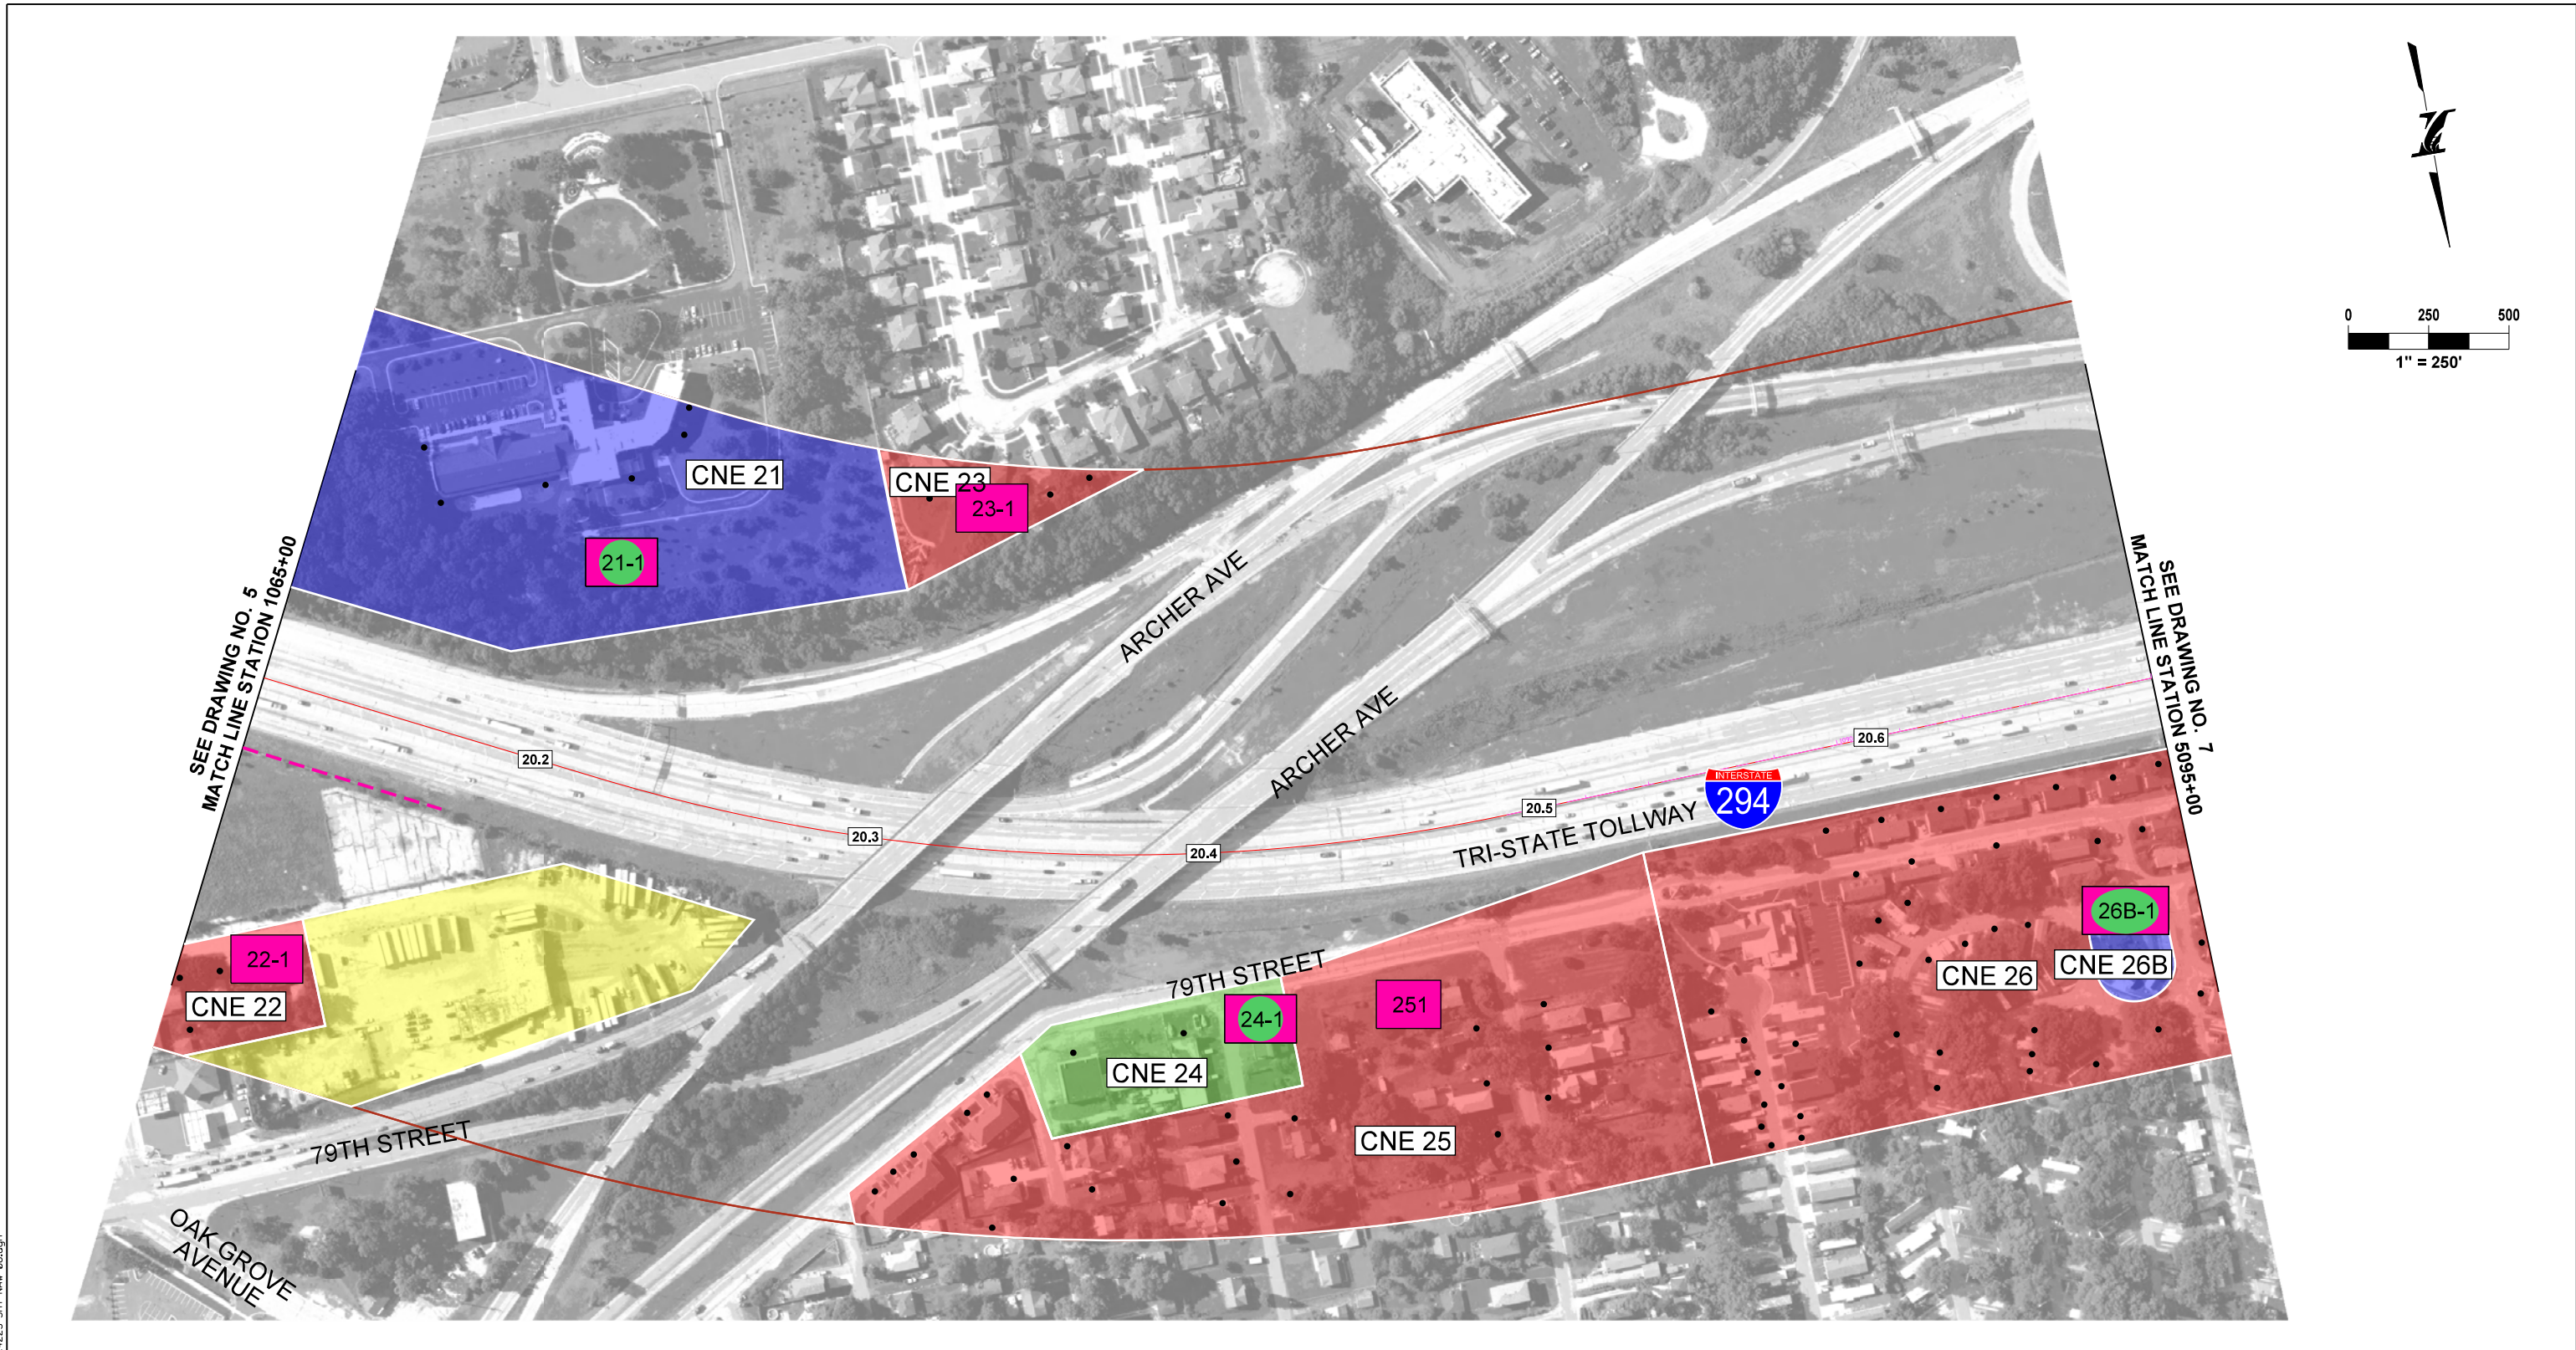 0 250 500
1" = 250'
CNE 21
CNE 23
23-1
21-1
SEE DRAWING NO. 5
MATCH LINE STATION 1065+00
ARCHER AVE
ARCHER AVE
SEE DRAWING NO. 7
MATCH LINE STATION 5095+00
20.2
20.3
20.4
20.5
20.6
INTERSTATE
294
TRI-STATE TOLLWAY
22-1
CNE 22
79TH STREET
24-1
CNE 24
251
CNE 25
26B-1
CNE 26B
CNE 26
79TH STREET
OAK GROVE
AVENUE